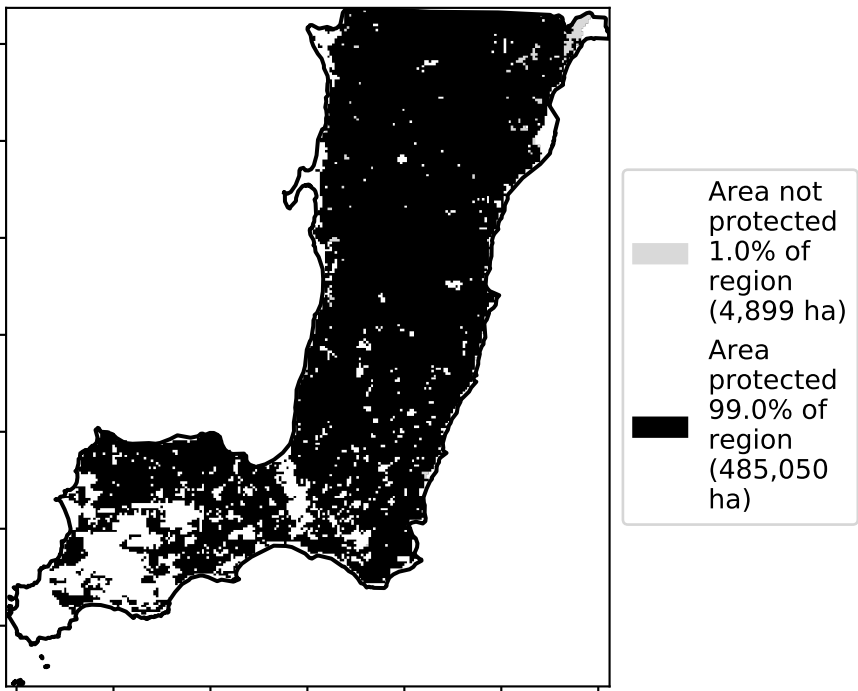 Area not
protected
1.0% of
region
(4,899 ha)
Area
protected
99.0% of
region
(485,050
ha)